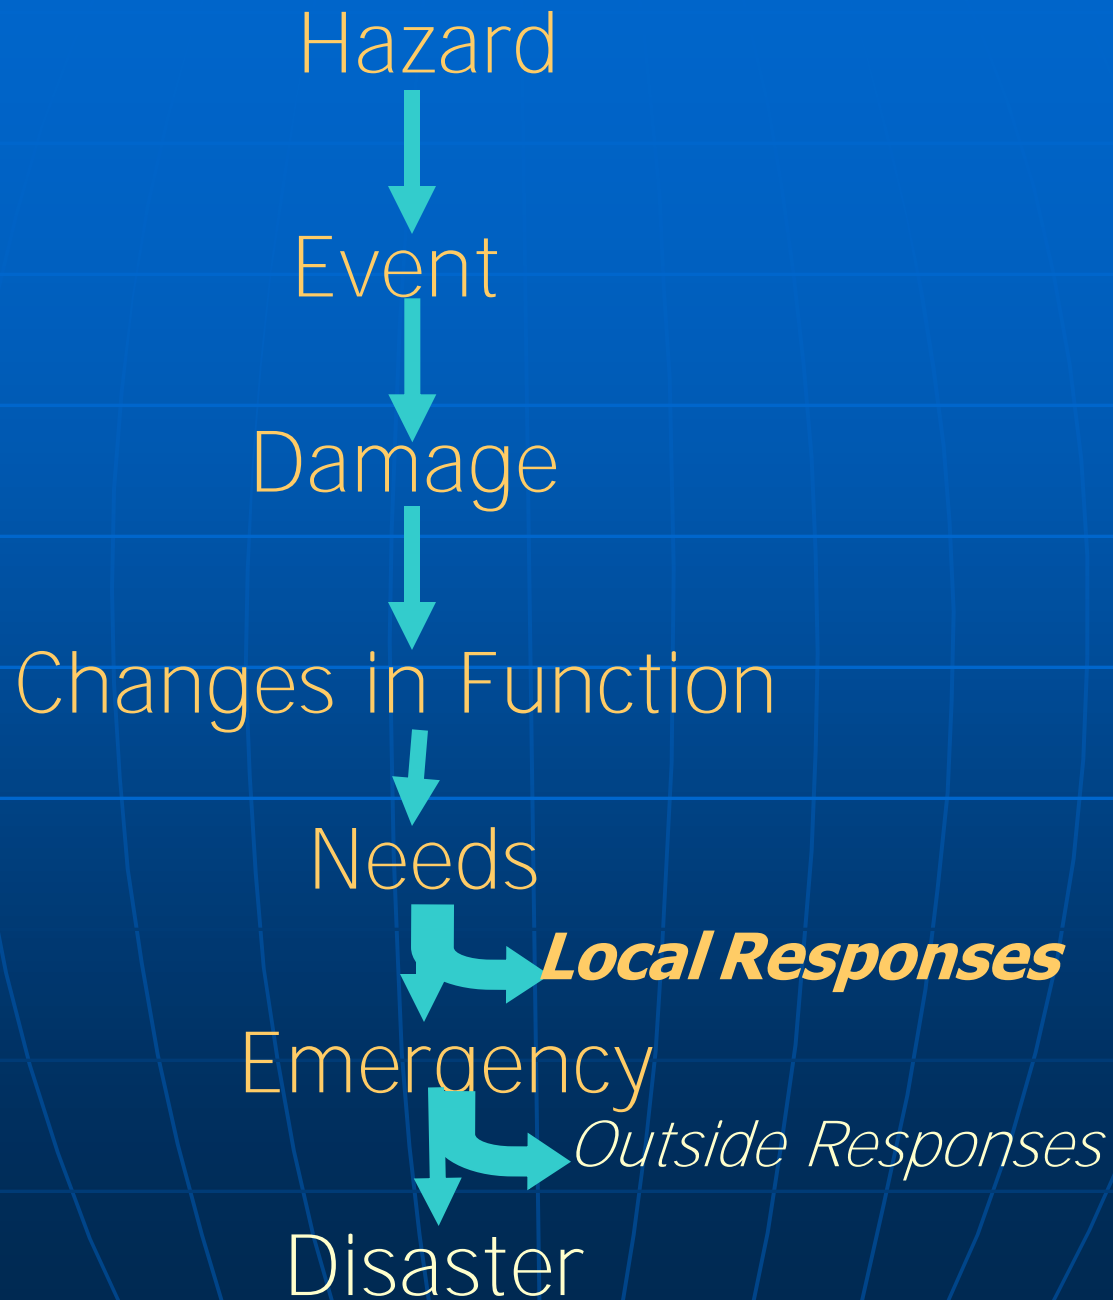 Hazard
Event
Damage
Changes in Function
Needs
Local Responses
Emergency
Outside Responses
Disaster